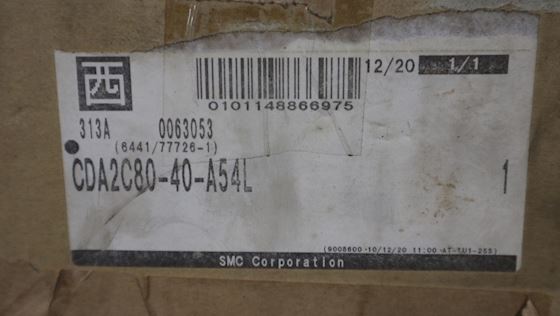 西
12/20 1/1
0101148866975
313A 0063053
(6441/77726-1)
CDA2C80-40-A54L 1
(9008600-10/12/20 11:00 AT-TU1-255)
SMC Corporation